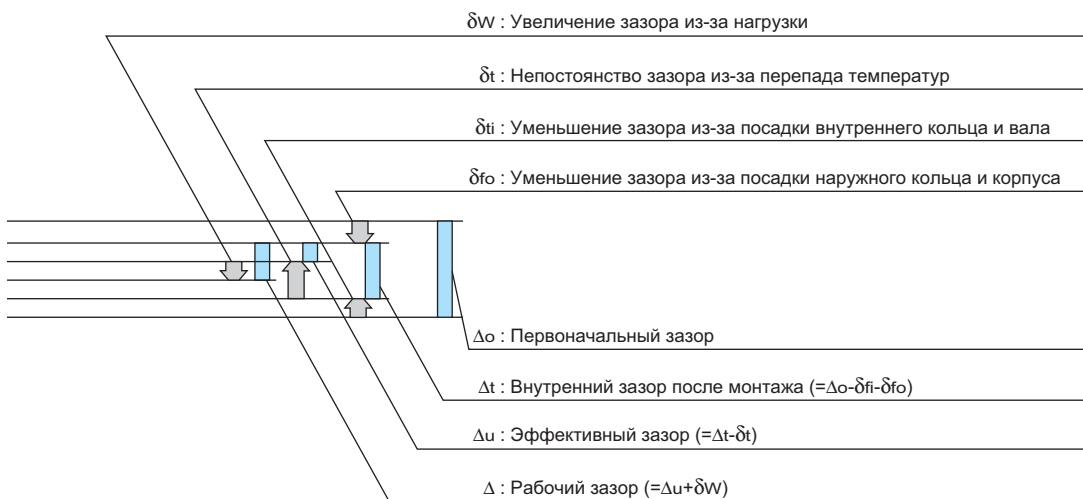 δW : Увеличение зазора из-за нагрузки
δt : Непостоянство зазора из-за перепада температур
δti : Уменьшение зазора из-за посадки внутреннего кольца и вала
δfo : Уменьшение зазора из-за посадки наружного кольца и корпуса
Δo : Первоначальный зазор
Δt : Внутренний зазор после монтажа (=Δo-δfi-δfo)
Δu : Эффективный зазор (=Δt-δt)
Δ : Рабочий зазор (=Δu+δW)